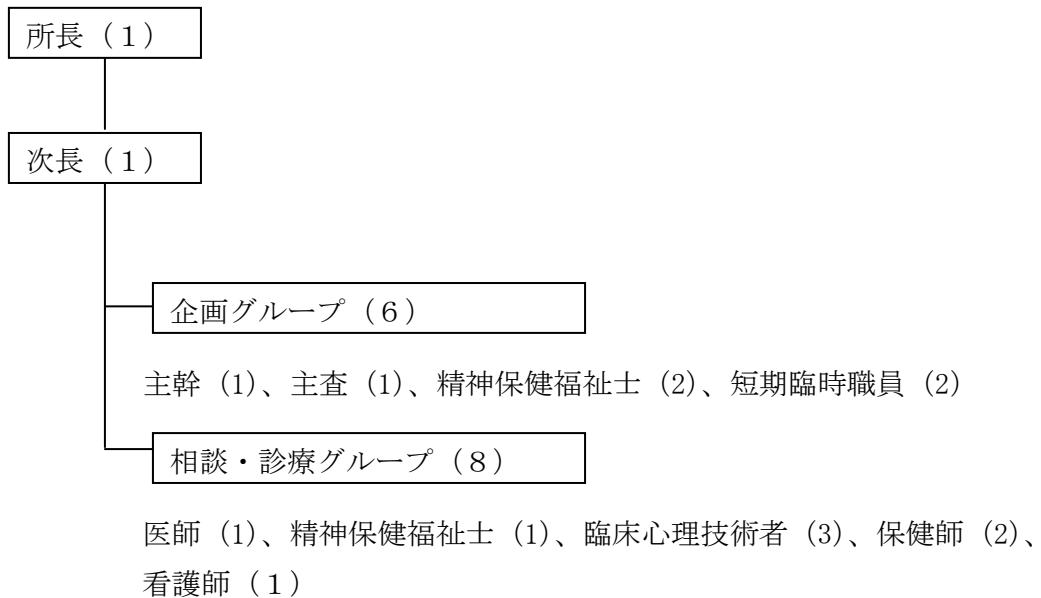 所長（１）
次長（１）
企画グループ（６）
主幹 (1)、主査 (1)、精神保健福祉士 (2)、短期臨時職員 (2)
相談・診療グループ（８）
医師 (1)、精神保健福祉士 (1)、臨床心理技術者 (3)、保健師 (2)、
看護師（１）